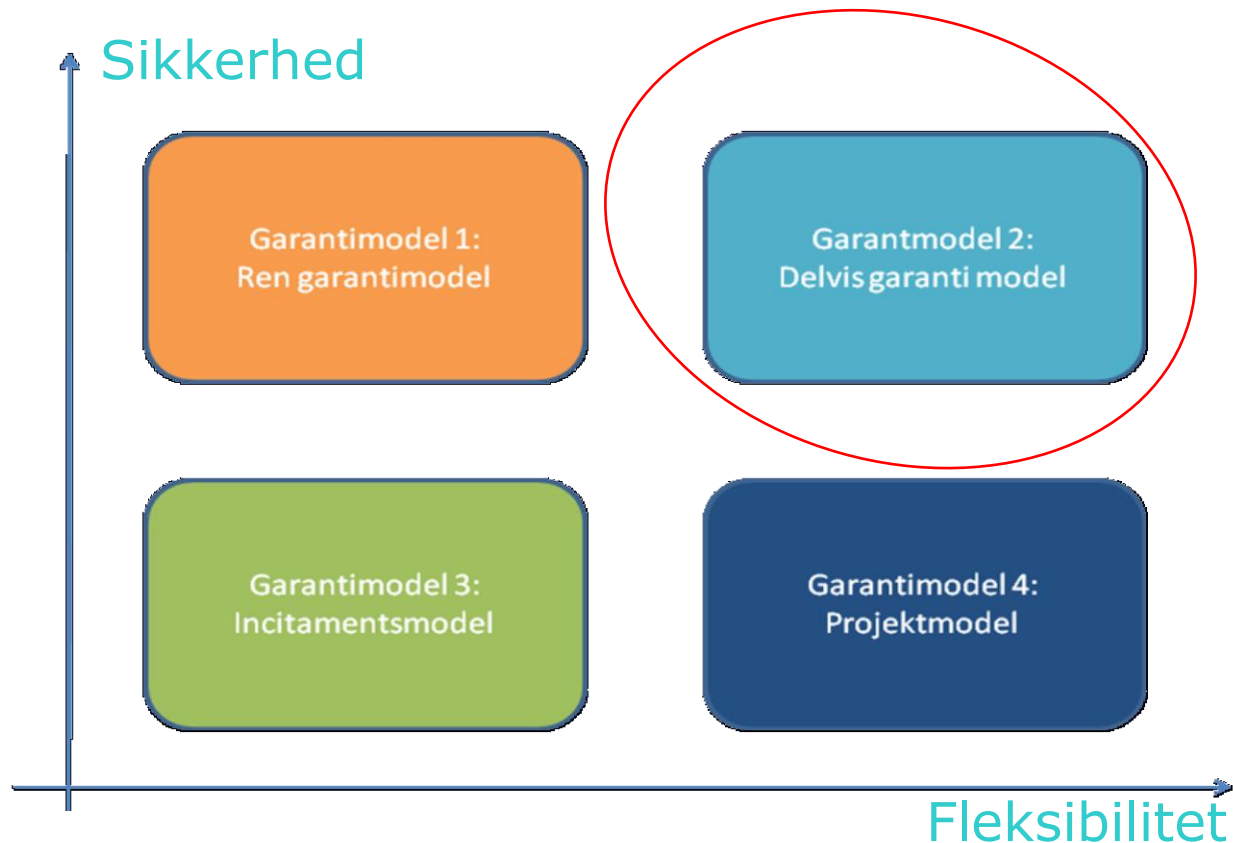 Sikkerhed
Garantimodel 1:
Ren garantimodel
Garantmodel 2:
Delvis garanti model
Garantimodel 3:
Incitamentsmodel
Garantimodel 4:
Projektmodel
Fleksibilitet